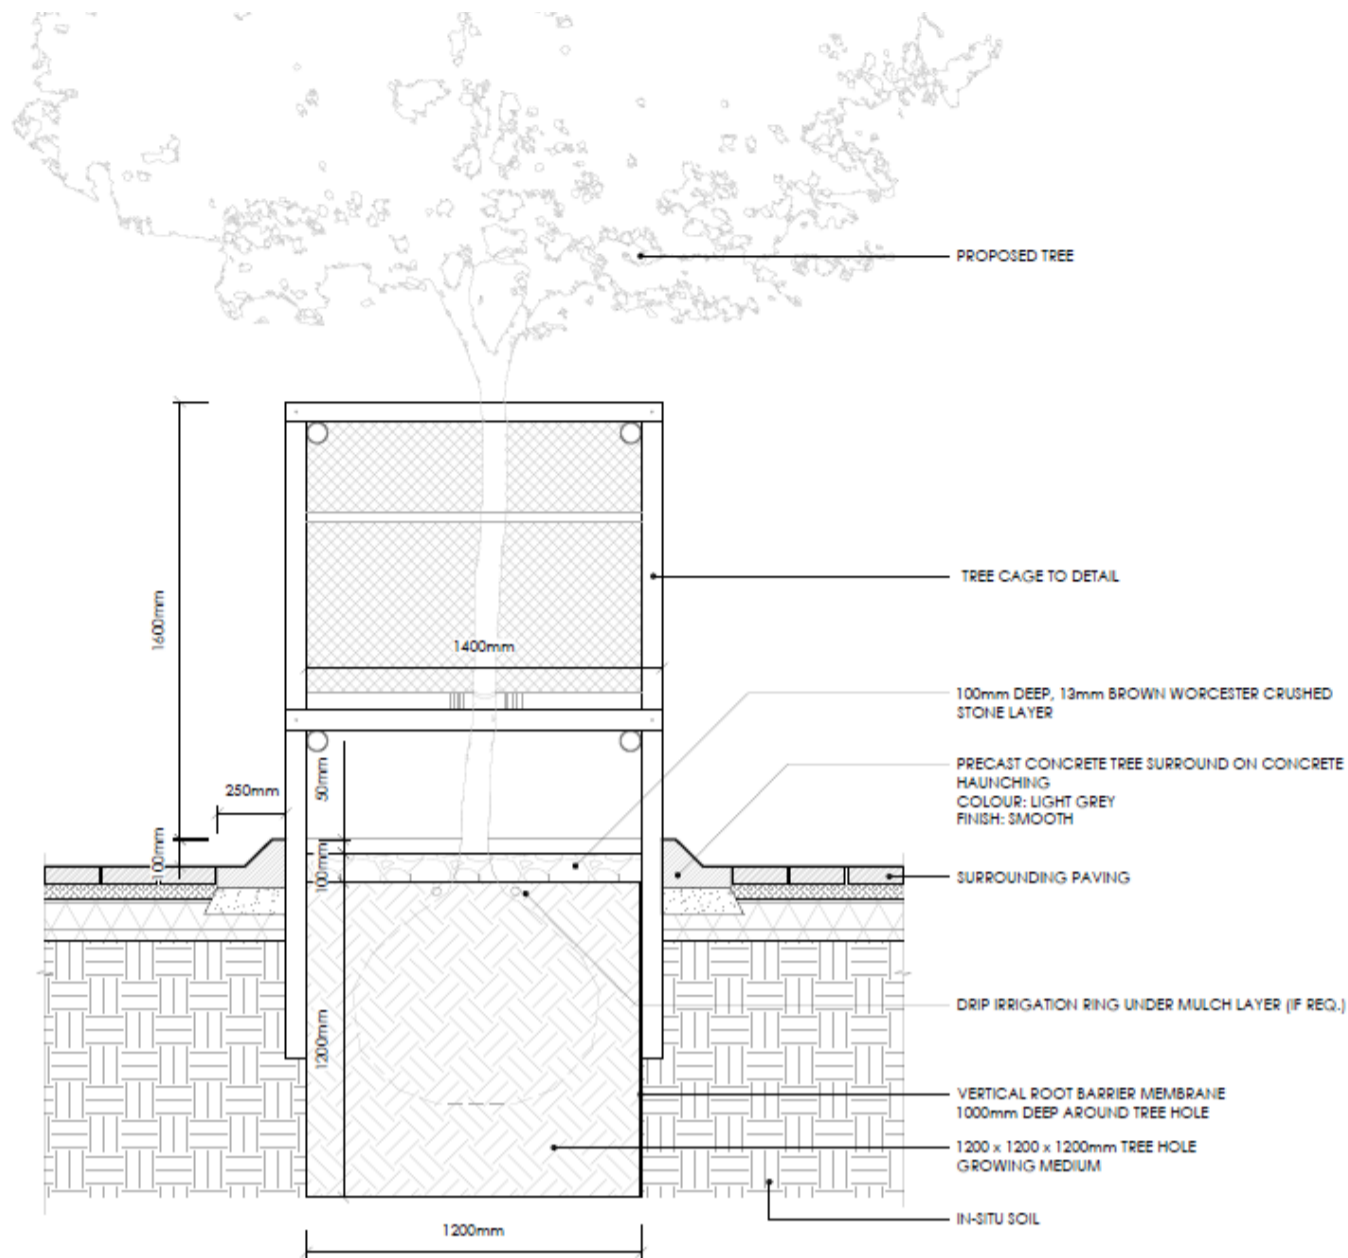 PROPOSED TREE
TREE CAGE TO DETAIL
1600mm
1400mm
100mm DEEP, 13mm BROWN WORCESTER CRUSHED
STONE LAYER
PRECAST CONCRETE TREE SURROUND ON CONCRETE
HAUNCHING
COLOUR: LIGHT GREY
FINISH: SMOOTH
250mm
50mm
100mm
100mm
SURROUNDING PAVING
DRIP IRRIGATION RING UNDER MULCH LAYER (IF REQ.)
1200mm
VERTICAL ROOT BARRIER MEMBRANE
1000mm DEEP AROUND TREE HOLE
1200 x 1200 x 1200mm TREE HOLE
GROWING MEDIUM
IN-SITU SOIL
1200mm